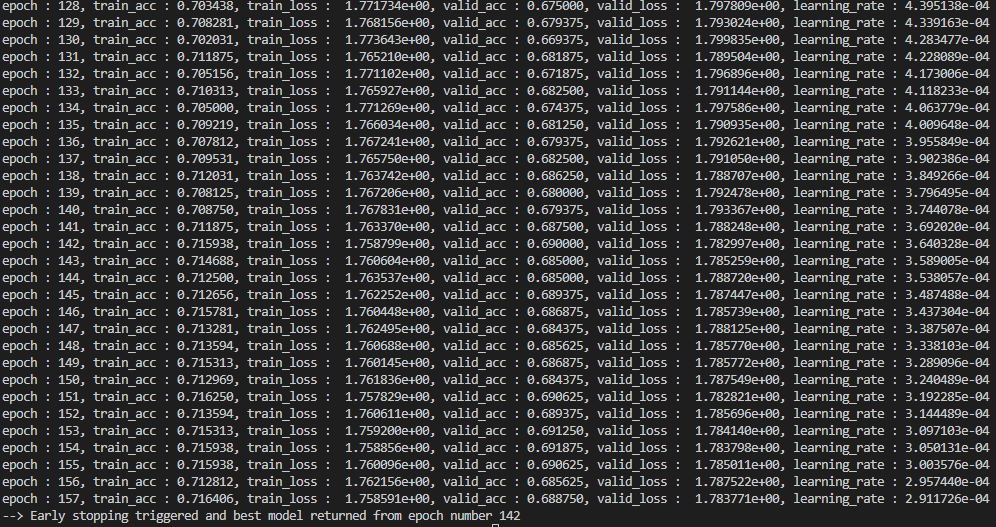 epoch : 128, train_acc : 0.703438, train_loss :  1.771734e+00, valid_acc : 0.675000, valid_loss :  1.797809e+00, learning_rate : 4.395138e-04
epoch : 129, train_acc : 0.708281, train_loss :  1.768156e+00, valid_acc : 0.679375, valid_loss :  1.793024e+00, learning_rate : 4.339163e-04
epoch : 130, train_acc : 0.702031, train_loss :  1.773643e+00, valid_acc : 0.669375, valid_loss :  1.799835e+00, learning_rate : 4.283477e-04
epoch : 131, train_acc : 0.711875, train_loss :  1.765210e+00, valid_acc : 0.681875, valid_loss :  1.789504e+00, learning_rate : 4.228089e-04
epoch : 132, train_acc : 0.705156, train_loss :  1.771102e+00, valid_acc : 0.671875, valid_loss :  1.796896e+00, learning_rate : 4.173006e-04
epoch : 133, train_acc : 0.710313, train_loss :  1.765927e+00, valid_acc : 0.682500, valid_loss :  1.791144e+00, learning_rate : 4.118233e-04
epoch : 134, train_acc : 0.705000, train_loss :  1.771269e+00, valid_acc : 0.674375, valid_loss :  1.797586e+00, learning_rate : 4.063779e-04
epoch : 135, train_acc : 0.709219, train_loss :  1.766034e+00, valid_acc : 0.681250, valid_loss :  1.790935e+00, learning_rate : 4.009648e-04
epoch : 136, train_acc : 0.707812, train_loss :  1.767241e+00, valid_acc : 0.679375, valid_loss :  1.792621e+00, learning_rate : 3.955849e-04
epoch : 137, train_acc : 0.709531, train_loss :  1.765750e+00, valid_acc : 0.682500, valid_loss :  1.791050e+00, learning_rate : 3.902386e-04
epoch : 138, train_acc : 0.712031, train_loss :  1.763742e+00, valid_acc : 0.686250, valid_loss :  1.788707e+00, learning_rate : 3.849266e-04
epoch : 139, train_acc : 0.708125, train_loss :  1.767206e+00, valid_acc : 0.680000, valid_loss :  1.792478e+00, learning_rate : 3.796495e-04
epoch : 140, train_acc : 0.708750, train_loss :  1.767831e+00, valid_acc : 0.679375, valid_loss :  1.793367e+00, learning_rate : 3.744078e-04
epoch : 141, train_acc : 0.711875, train_loss :  1.763370e+00, valid_acc : 0.687500, valid_loss :  1.788248e+00, learning_rate : 3.692020e-04
epoch : 142, train_acc : 0.715938, train_loss :  1.758799e+00, valid_acc : 0.690000, valid_loss :  1.782997e+00, learning_rate : 3.640328e-04
epoch : 143, train_acc : 0.714688, train_loss :  1.760604e+00, valid_acc : 0.685000, valid_loss :  1.785259e+00, learning_rate : 3.589005e-04
epoch : 144, train_acc : 0.712500, train_loss :  1.763537e+00, valid_acc : 0.685000, valid_loss :  1.788720e+00, learning_rate : 3.538057e-04
epoch : 145, train_acc : 0.712656, train_loss :  1.762252e+00, valid_acc : 0.689375, valid_loss :  1.787447e+00, learning_rate : 3.487488e-04
epoch : 146, train_acc : 0.715781, train_loss :  1.760448e+00, valid_acc : 0.686875, valid_loss :  1.785739e+00, learning_rate : 3.437304e-04
epoch : 147, train_acc : 0.713281, train_loss :  1.762495e+00, valid_acc : 0.684375, valid_loss :  1.788125e+00, learning_rate : 3.387507e-04
epoch : 148, train_acc : 0.713594, train_loss :  1.760688e+00, valid_acc : 0.685625, valid_loss :  1.785770e+00, learning_rate : 3.338103e-04
epoch : 149, train_acc : 0.715313, train_loss :  1.760145e+00, valid_acc : 0.686875, valid_loss :  1.785772e+00, learning_rate : 3.289096e-04
epoch : 150, train_acc : 0.712969, train_loss :  1.761836e+00, valid_acc : 0.684375, valid_loss :  1.787549e+00, learning_rate : 3.240489e-04
epoch : 151, train_acc : 0.716250, train_loss :  1.757829e+00, valid_acc : 0.690625, valid_loss :  1.782821e+00, learning_rate : 3.192285e-04
epoch : 152, train_acc : 0.713594, train_loss :  1.760611e+00, valid_acc : 0.689375, valid_loss :  1.785696e+00, learning_rate : 3.144489e-04
epoch : 153, train_acc : 0.715313, train_loss :  1.759200e+00, valid_acc : 0.691250, valid_loss :  1.784140e+00, learning_rate : 3.097103e-04
epoch : 154, train_acc : 0.715938, train_loss :  1.758856e+00, valid_acc : 0.691875, valid_loss :  1.783798e+00, learning_rate : 3.050131e-04
epoch : 155, train_acc : 0.715938, train_loss :  1.760096e+00, valid_acc : 0.690625, valid_loss :  1.785011e+00, learning_rate : 3.003576e-04
epoch : 156, train_acc : 0.712812, train_loss :  1.762156e+00, valid_acc : 0.685625, valid_loss :  1.787522e+00, learning_rate : 2.957440e-04
epoch : 157, train_acc : 0.716406, train_loss :  1.758591e+00, valid_acc : 0.688750, valid_loss :  1.783771e+00, learning_rate : 2.911726e-04
--> Early stopping triggered and best model returned from epoch number 142